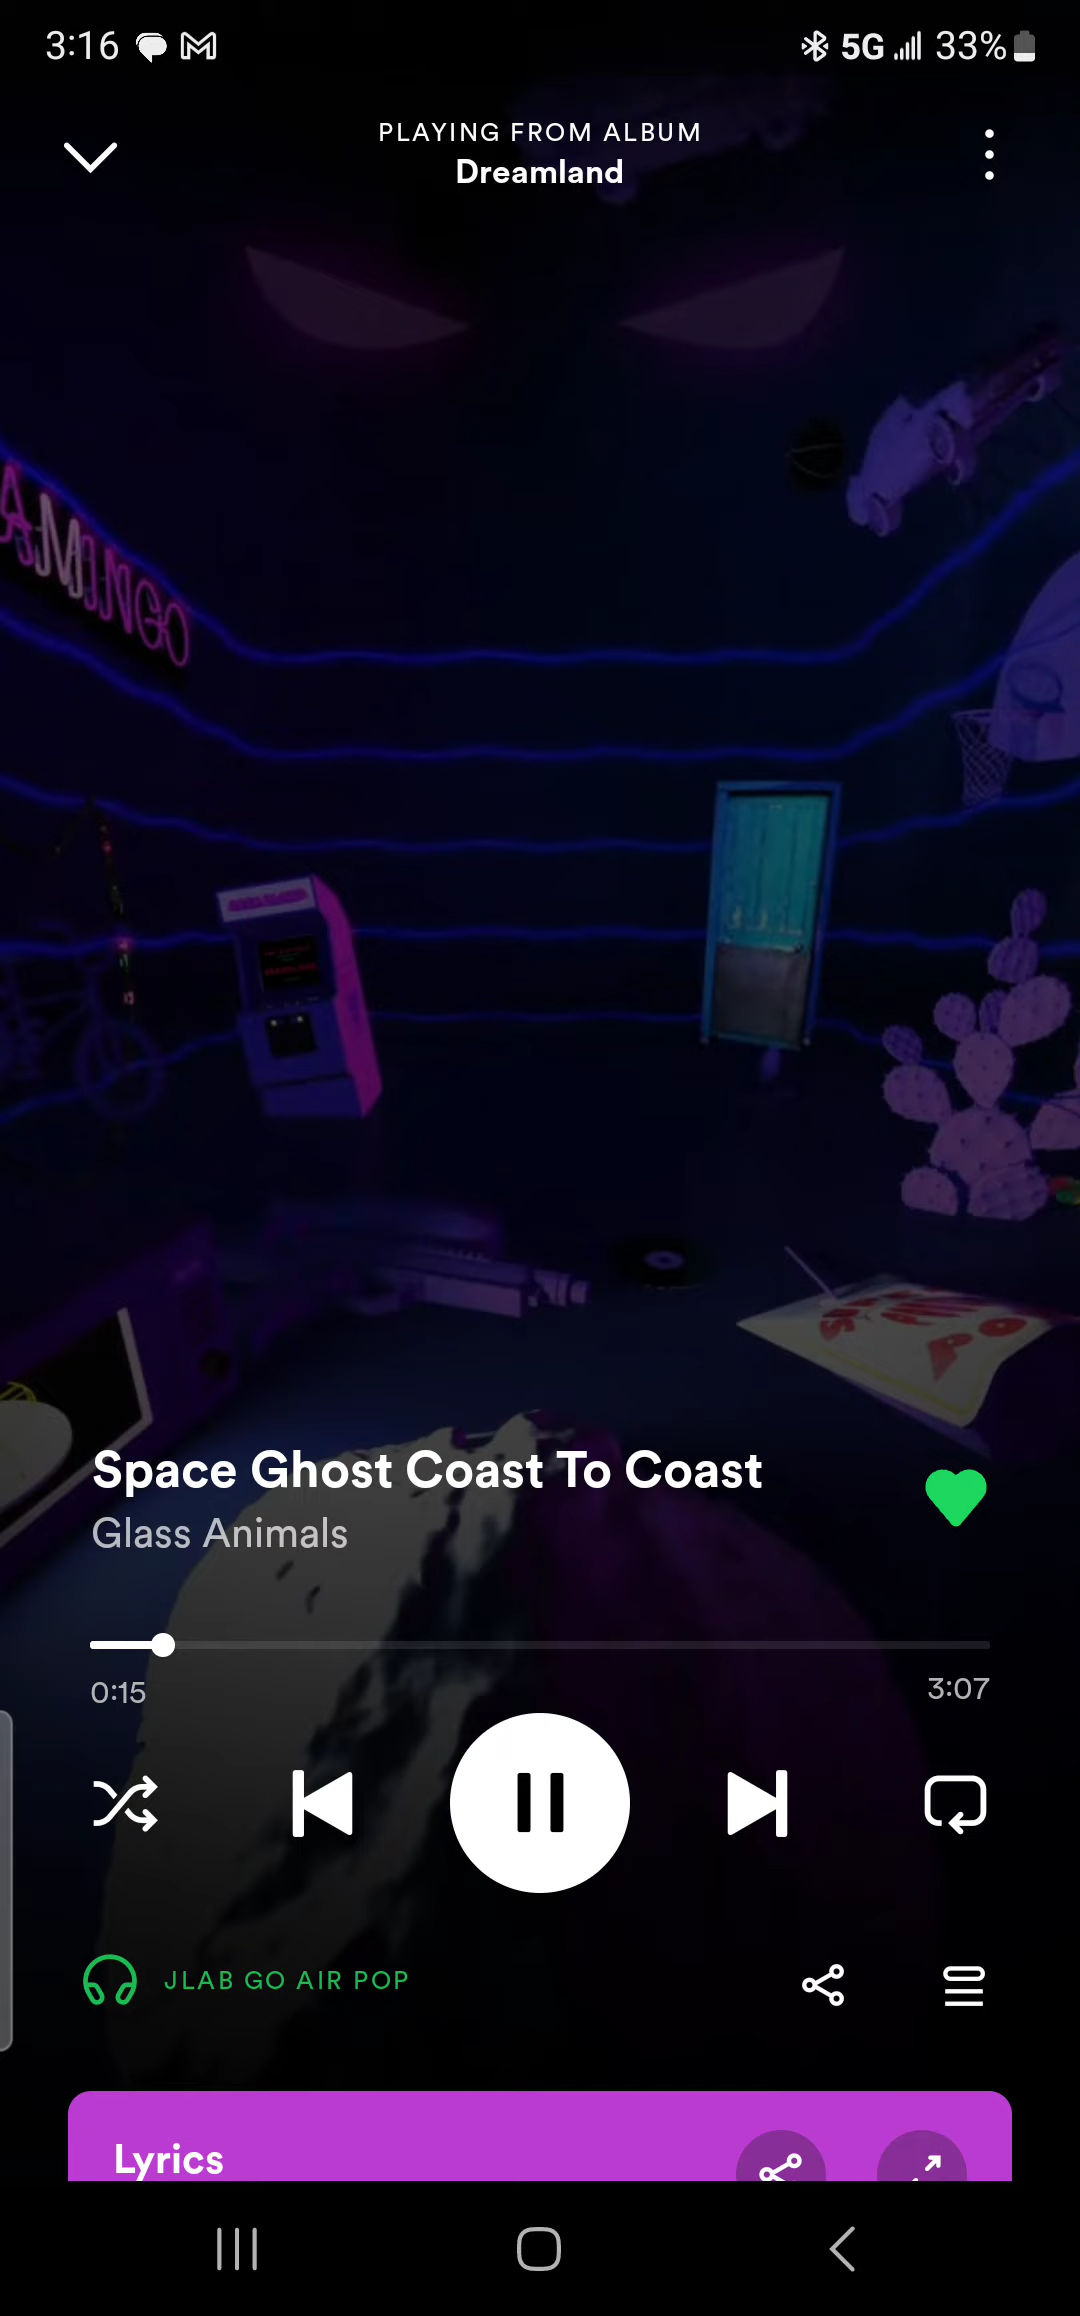 3:16 5G 33%
PLAYING FROM ALBUM
Dreamland
Space Ghost Coast To Coast
Glass Animals
0:15 3:07
JLAB GO AIR POP
Lyrics